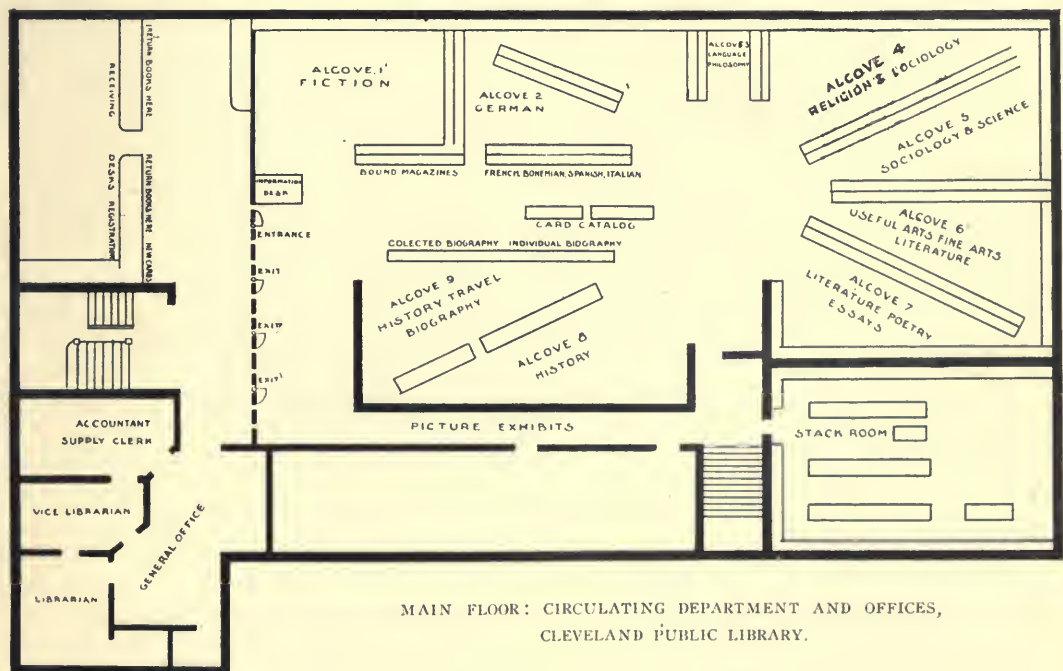 RETURN BOOKS HERE
RECEIVING
DESKS REGISTRATION
RETURN BOOKS HERE NEW CARDS
INFORMATION
DESK
ENTRANCE
EXIT
EXIT
EXIT
ALCOVE 1
FICTION
ALCOVE 2
GERMAN
ALCOVE 3
LANGUAGE
PHILOSOPHY
ALCOVE 4
RELIGION & SOCIOLOGY
ALCOVE 5
SOCIOLOGY & SCIENCE
BOUND MAGAZINES
FRENCH, BOHEMIAN, SPANISH, ITALIAN
CARD CATALOG
COLECTED BIOGRAPHY INDIVIDUAL BIOGRAPHY
ALCOVE 6
USEFUL ARTS FINE ARTS
LITERATURE
ALCOVE 7
LITERATURE POETRY
ESSAYS
ALCOVE 9
HISTORY TRAVEL
BIOGRAPHY
ALCOVE 8
HISTORY
PICTURE EXHIBITS
STACK ROOM
ACCOUNTANT
SUPPLY CLERK
VICE LIBRARIAN
GENERAL OFFICE
LIBRARIAN
MAIN FLOOR: CIRCULATING DEPARTMENT AND OFFICES,
CLEVELAND PUBLIC LIBRARY.